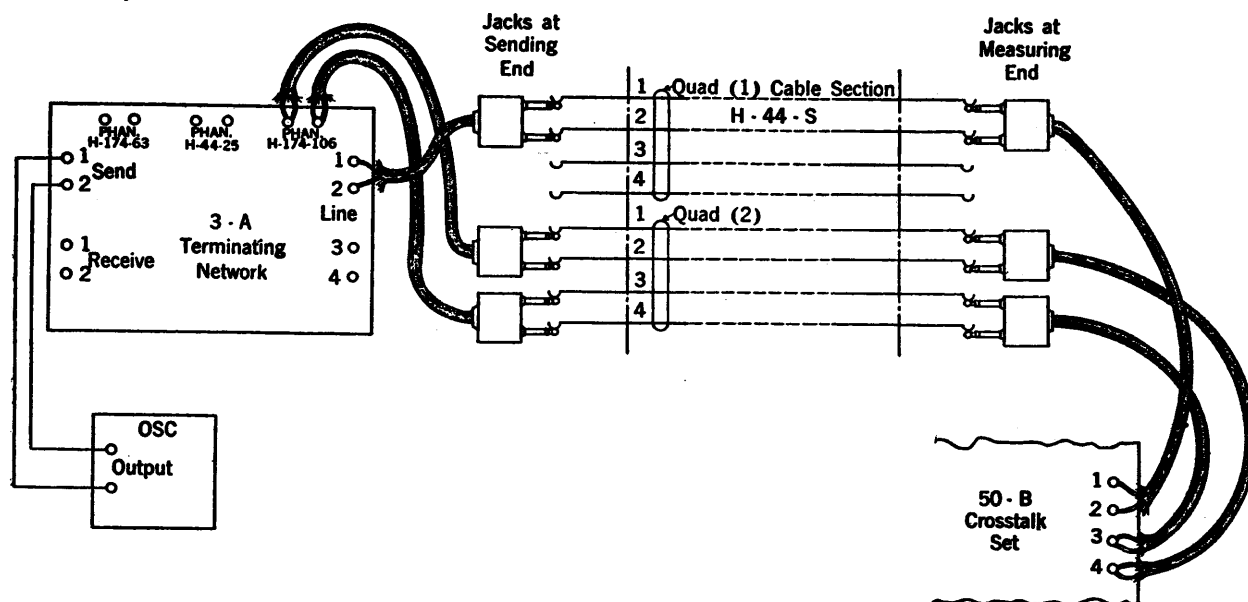 Jacks at
Sending
End
Jacks at
Measuring
End
1 Quad (1) Cable Section
2 H - 44 - S
3
4
1 Quad (2)
2
3
4
PHAN.
H-174-63
PHAN.
H-44-25
PHAN.
H-174-106
1
Send
2
1
2
Line
3 - A
Terminating
Network
1
Receive
2
3
4
OSC
Output
50 - B
Crosstalk
Set
1
2
3
4